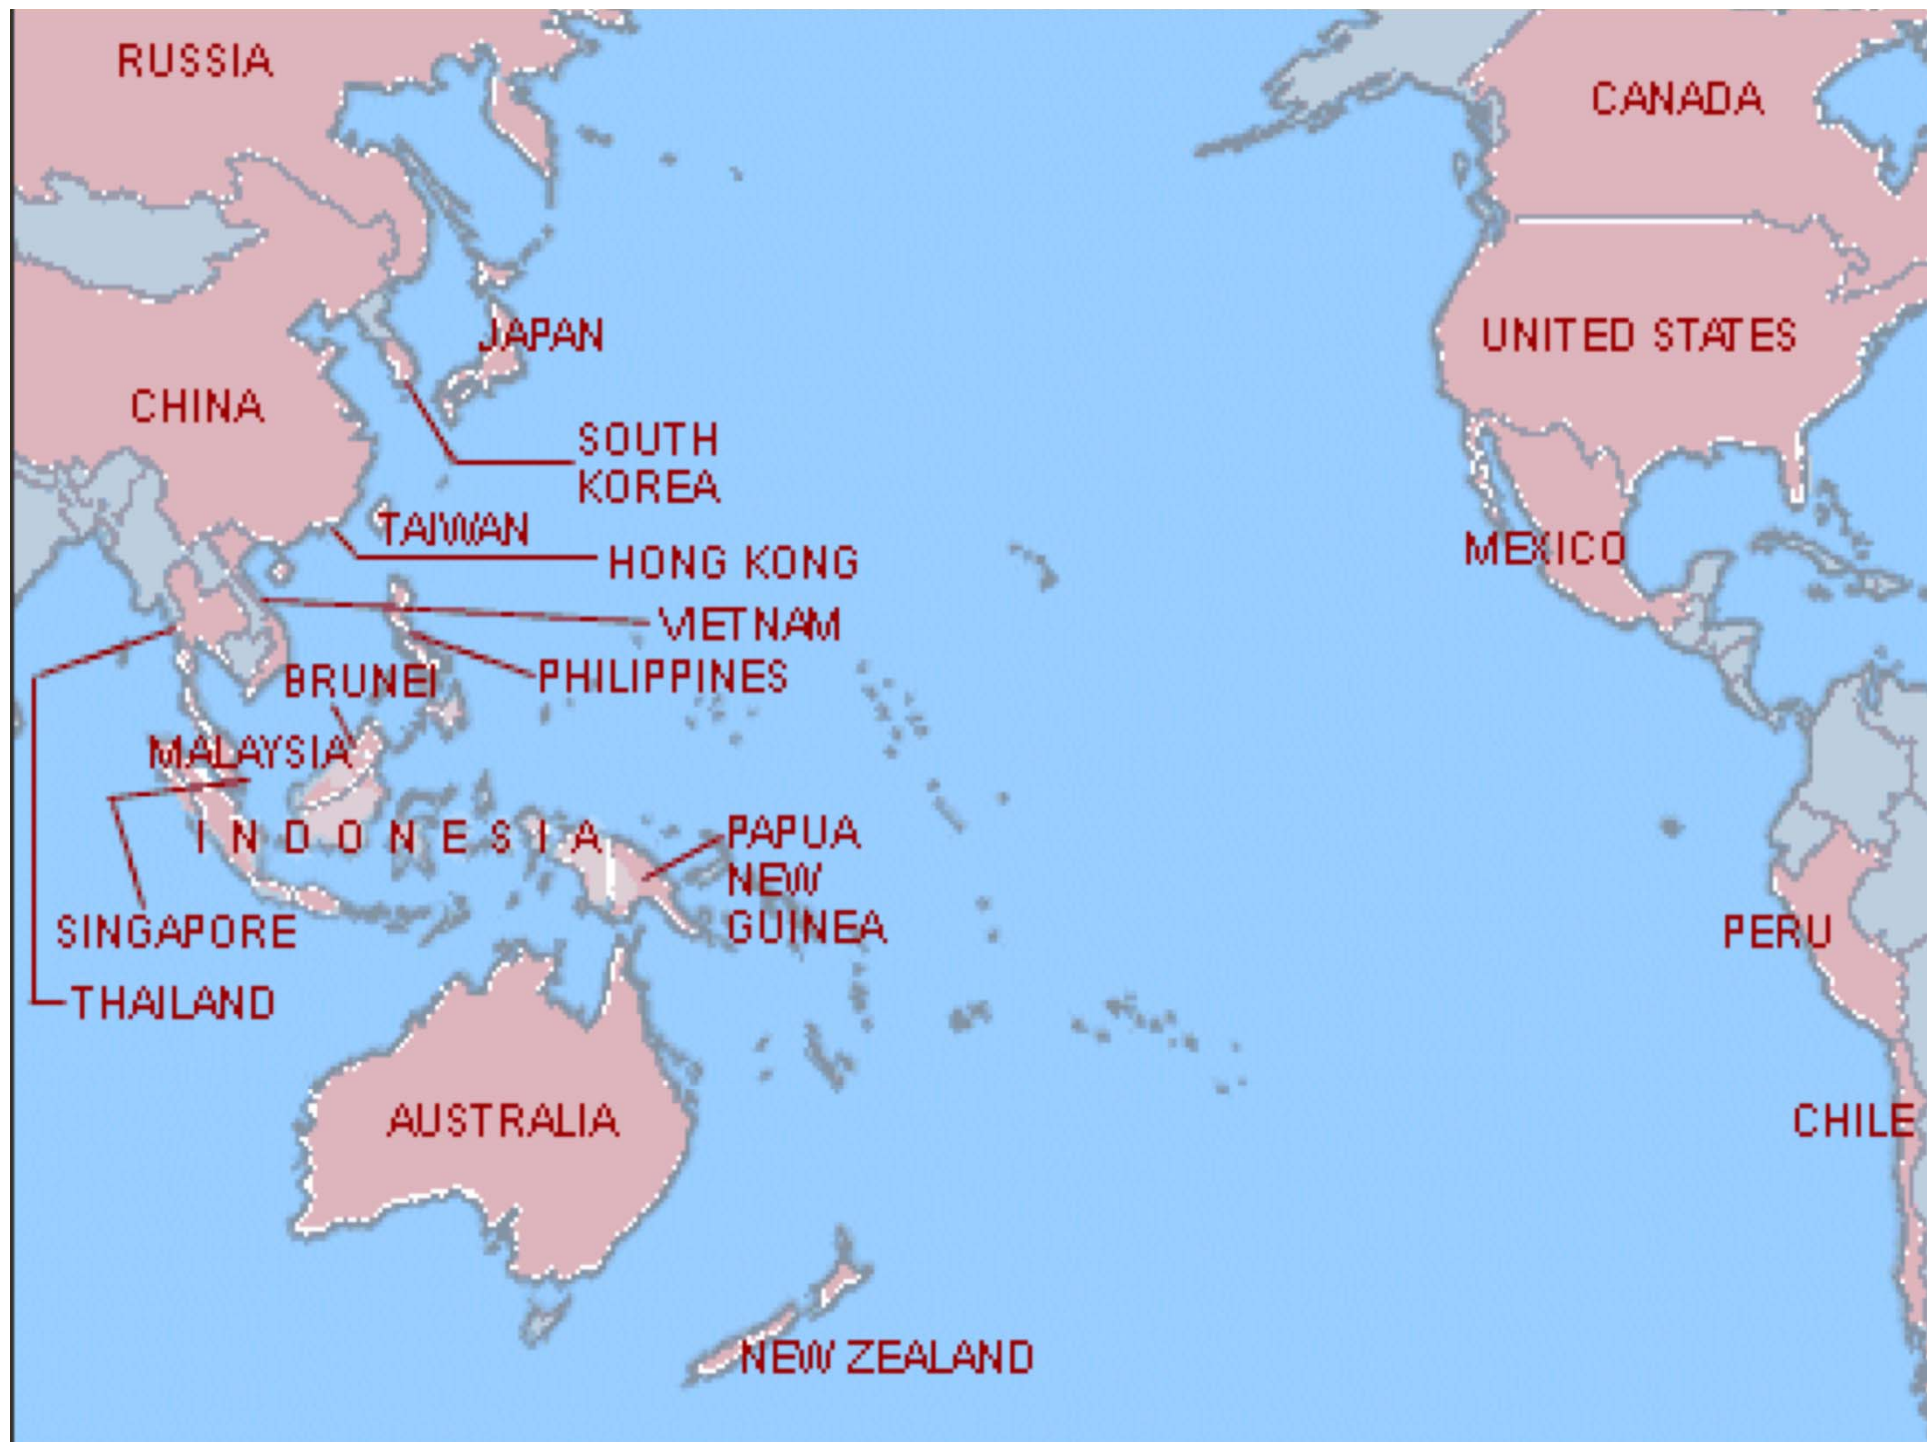 RUSSIA
CANADA
JAPAN
UNITED STATES
CHINA
SOUTH
KOREA
TAIWAN
HONG KONG
MEXICO
VIETNAM
BRUNEI
PHILIPPINES
MALAYSIA
INDONESIA
PAPUA
NEW
GUINEA
SINGAPORE
PERU
THAILAND
AUSTRALIA
CHILE
NEW ZEALAND